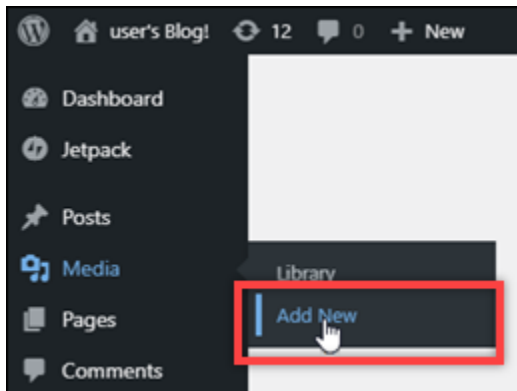 user's Blog! 12 0 New
Dashboard
Jetpack
Posts
Media
Library
Add New
Pages
Comments